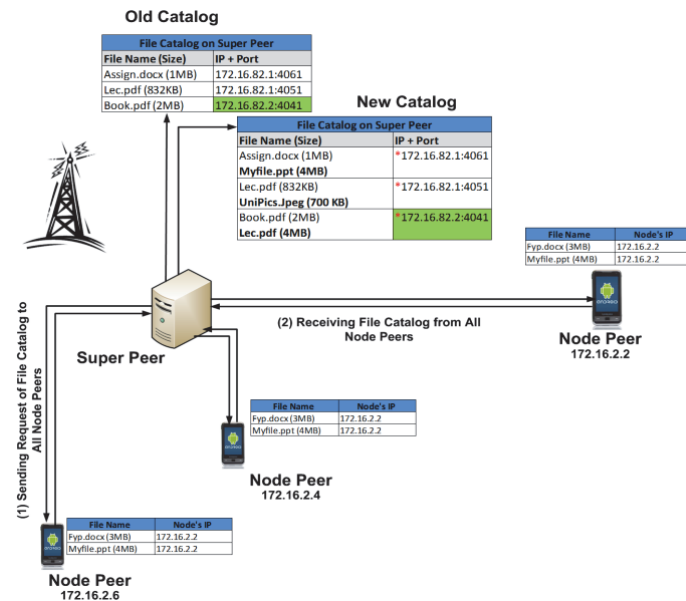 Old Catalog
File Catalog on Super Peer
File Name (Size) IP + Port
Assign.docx (1MB) 172.16.82.1:4061
Lec.pdf (832KB) 172.16.82.1:4051
Book.pdf (2MB) 172.16.82.2:4041
New Catalog
File Catalog on Super Peer
File Name (Size) IP + Port
Assign.docx (1MB) *172.16.82.1:4061
Myfile.ppt (4MB)
Lec.pdf (832KB) *172.16.82.1:4051
UniPics.Jpeg (700 KB)
Book.pdf (2MB) *172.16.82.2:4041
Lec.pdf (4MB)
File Name Node's IP
Fyp.docx (3MB) 172.16.2.2
Myfile.ppt (4MB) 172.16.2.2
Node Peer
172.16.2.2
(2) Receiving File Catalog from All
Node Peers
Super Peer
(1) Sending Request of File Catalog to
All Node Peers
File Name Node's IP
Fyp.docx (3MB) 172.16.2.2
Myfile.ppt (4MB) 172.16.2.2
Node Peer
172.16.2.4
File Name Node's IP
Fyp.docx (3MB) 172.16.2.2
Myfile.ppt (4MB) 172.16.2.2
Node Peer
172.16.2.6